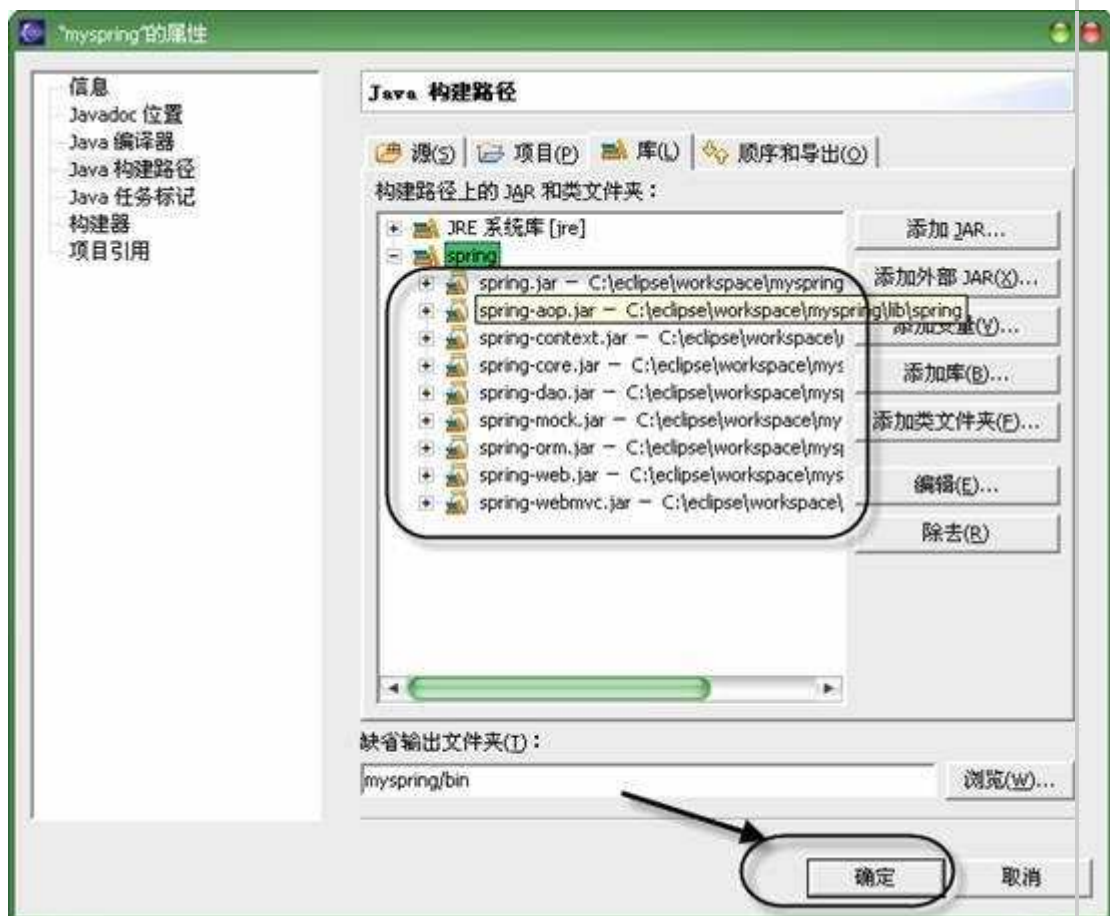 "myspring"的属性
信息
Javadoc 位置
Java 编译器
Java 构建路径
Java 任务标记
构建器
项目引用
Java 构建路径
源(S) 项目(P) 库(L) 顺序和导出(O)
构建路径上的 JAR 和类文件夹：
JRE 系统库 [jre]
spring
spring.jar - C:\eclipse\workspace\myspring
spring-aop.jar - C:\eclipse\workspace\myspring\lib\spring
spring-context.jar - C:\eclipse\workspace\
spring-core.jar - C:\eclipse\workspace\mys
spring-dao.jar - C:\eclipse\workspace\mys
spring-mock.jar - C:\eclipse\workspace\my
spring-orm.jar - C:\eclipse\workspace\mys
spring-web.jar - C:\eclipse\workspace\mys
spring-webmvc.jar - C:\eclipse\workspace\
添加 JAR...
添加外部 JAR(X)...
添加变量(V)...
添加库(B)...
添加类文件夹(F)...
编辑(E)...
除去(R)
缺省输出文件夹(T)：
myspring/bin
浏览(W)...
确定
取消